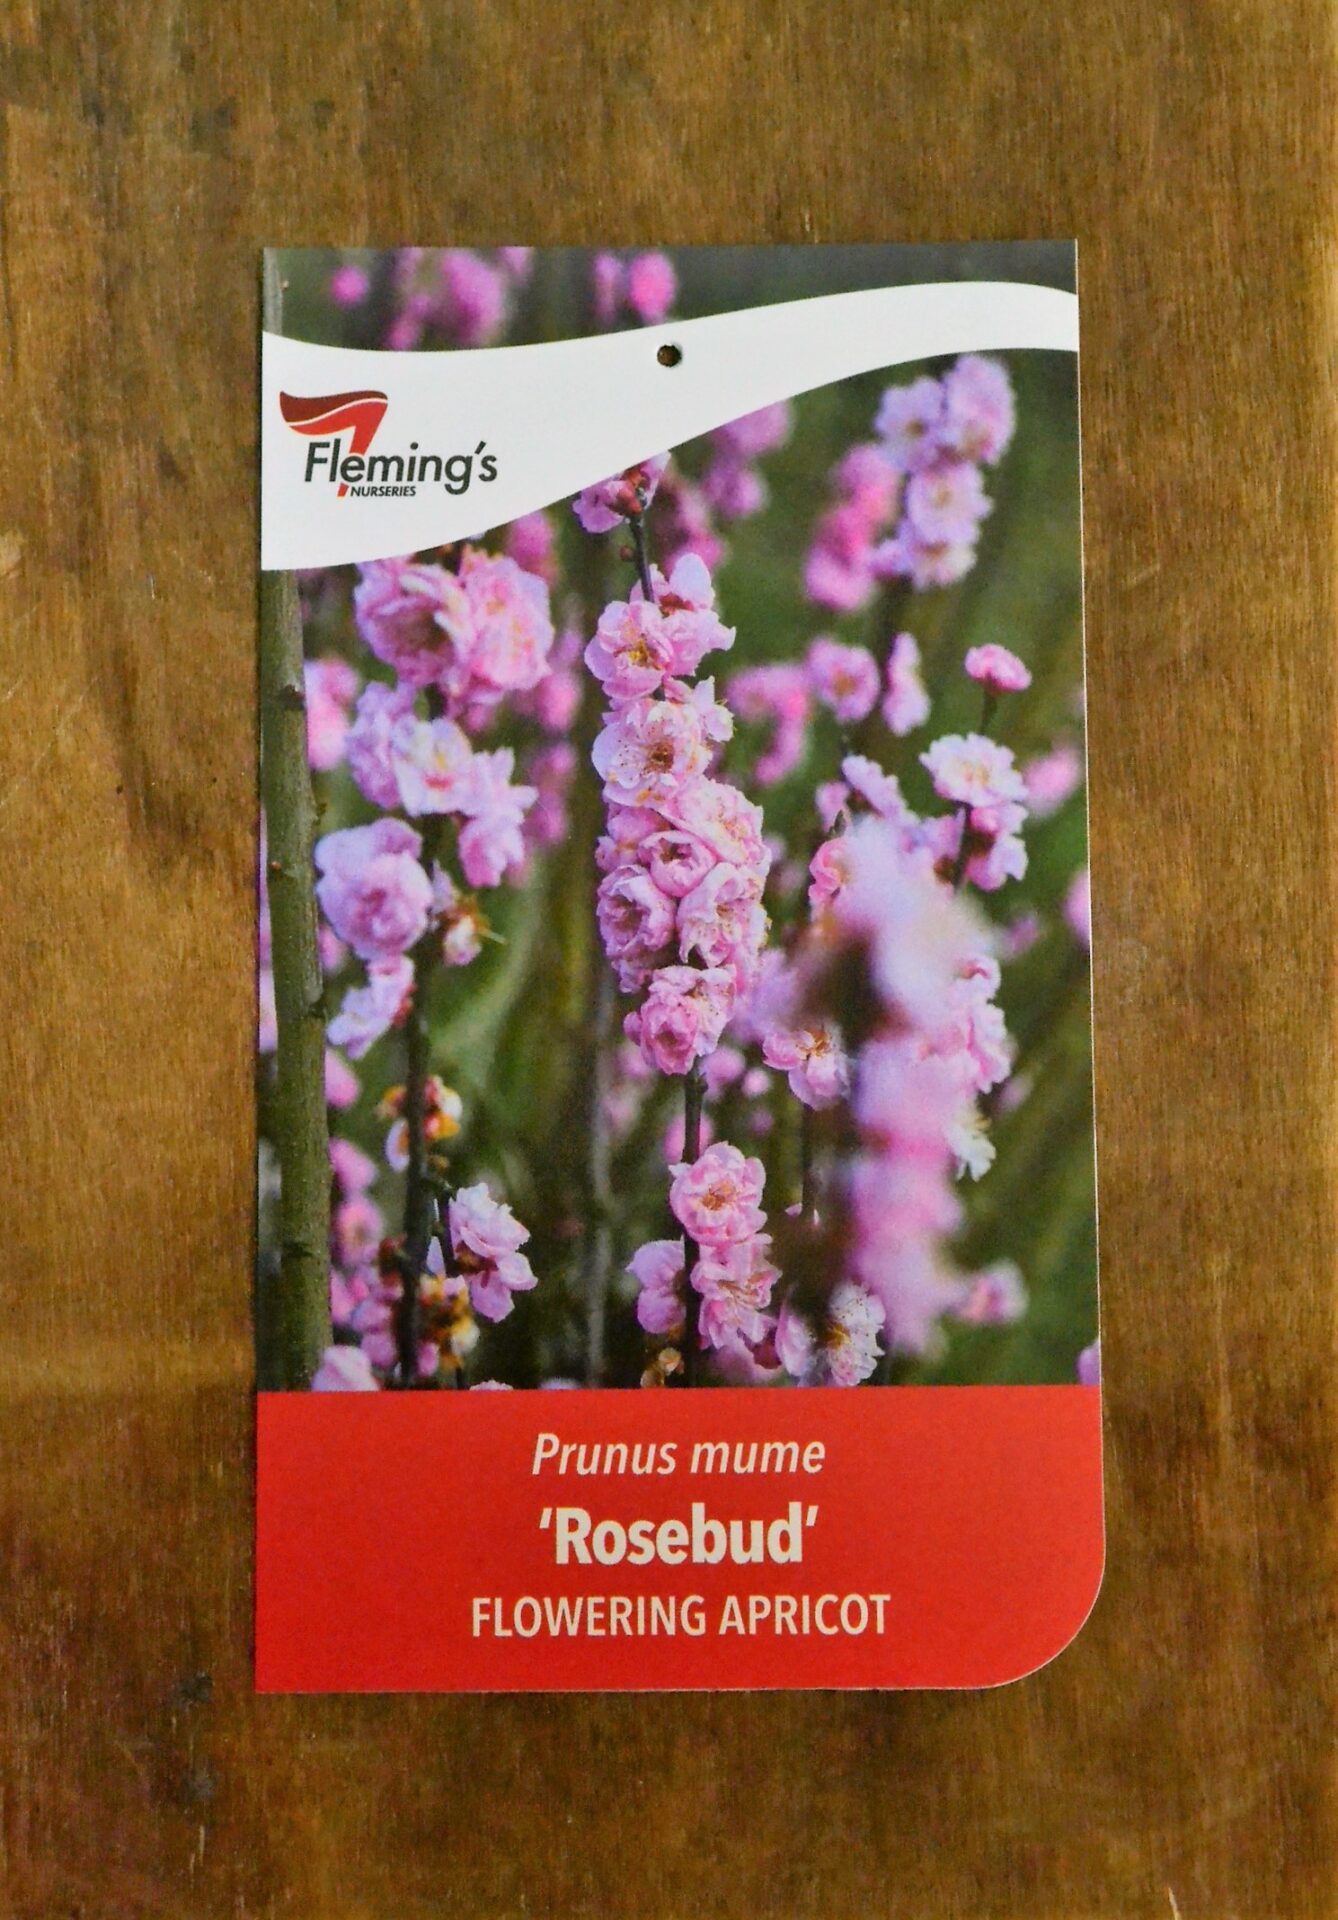 Fleming's
NURSERIES
Prunus mume
'Rosebud'
FLOWERING APRICOT